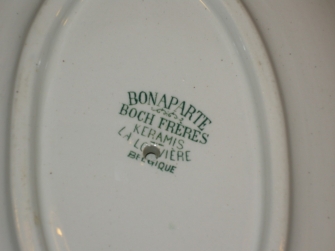 BONAPARTE
BOCH FRÈRES
KERAMIS
LA LOUVIÈRE
BELGIQUE